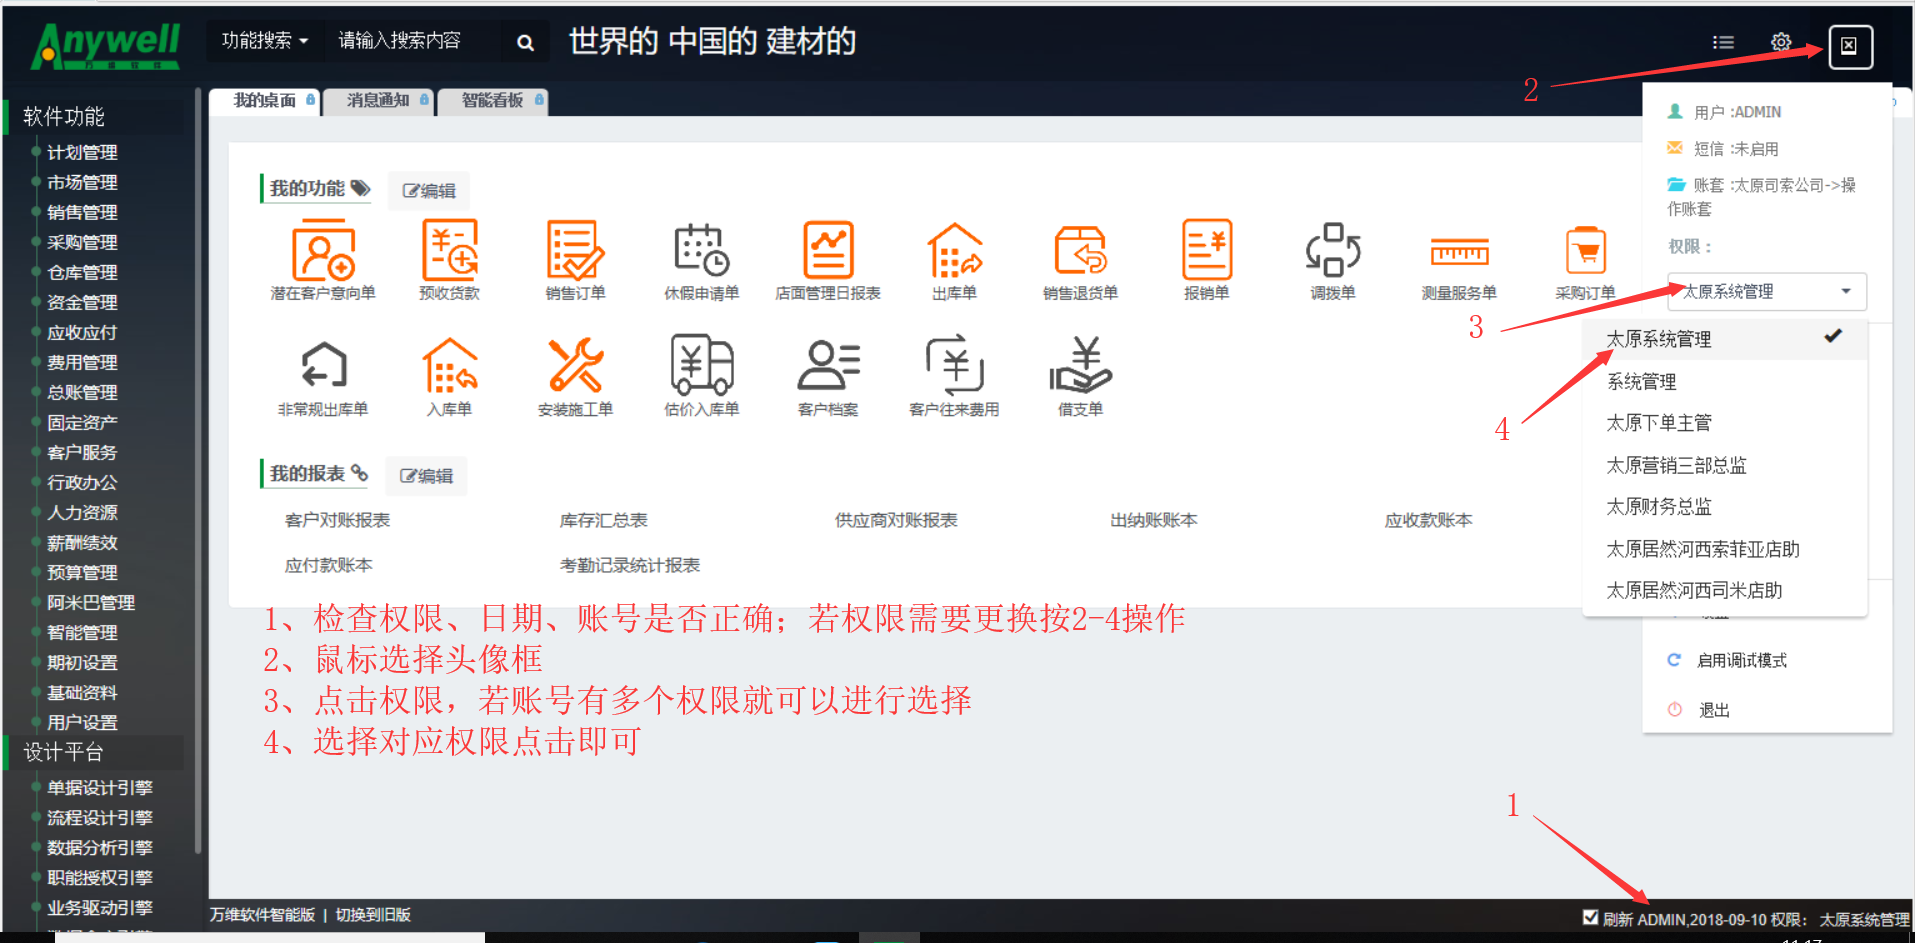 Anywell
万维软件
功能搜索
请输入搜索内容
世界的 中国的 建材的
我的桌面
消息通知
智能看板
软件功能
计划管理
市场管理
销售管理
采购管理
仓库管理
资金管理
应收应付
费用管理
总账管理
固定资产
客户服务
行政办公
人力资源
薪酬绩效
预算管理
阿米巴管理
智能管理
期初设置
基础资料
用户设置
设计平台
单据设计引擎
流程设计引擎
数据分析引擎
职能授权引擎
业务驱动引擎
我的功能
编辑
潜在客户意向单
预收货款
销售订单
休假申请单
店面管理日报表
出库单
销售退货单
报销单
调拨单
测量服务单
采购订单
非常规出库单
入库单
安装施工单
估价入库单
客户档案
客户往来费用
借支单
我的报表
编辑
客户对账报表
库存汇总表
供应商对账报表
出纳账账本
应收款账本
应付款账本
考勤记录统计报表
1、检查权限、日期、账号是否正确；若权限需要更换按2-4操作
2、鼠标选择头像框
3、点击权限，若账号有多个权限就可以进行选择
4、选择对应权限点击即可
2
用户 :ADMIN
短信 :未启用
账套 :太原司索公司->操
作账套
权限：
太原系统管理
3
太原系统管理
系统管理
太原下单主管
太原营销三部总监
太原财务总监
太原居然河西索菲亚店助
太原居然河西司米店助
4
启用调试模式
退出
1
万维软件智能版 | 切换到旧版
刷新 ADMIN,2018-09-10 权限： 太原系统管理